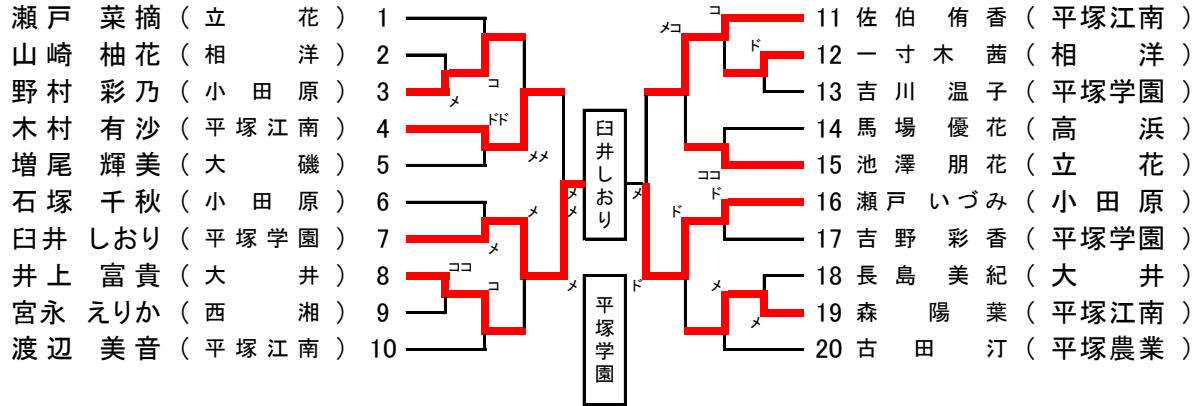 瀬戸 菜摘 （ 立 花 ） 1
山崎 柚花 （ 相 洋 ） 2
野村 彩乃 （ 小 田 原 ） 3
木村 有沙 （ 平塚江南 ） 4
増尾 輝美 （ 大 磯 ） 5
石塚 千秋 （ 小 田 原 ） 6
臼井 しおり （ 平塚学園 ） 7
井上 富貴 （ 大 井 ） 8
宮永 えりか （ 西 湘 ） 9
渡辺 美音 （ 平塚江南 ） 10
メ
コ
ドド
メメ
メ
メ
ココ
コ
メ
メ
メ
臼井しおり
平塚学園
メ
ド
メコ
コ
ド
ココ
ド
ド
メ
メ
11 佐伯 侑香 （ 平塚江南 ）
12 一寸木 茜 （ 相 洋 ）
13 吉川 温子 （ 平塚学園 ）
14 馬場 優花 （ 高 浜 ）
15 池澤 朋花 （ 立 花 ）
16 瀬戸 いづみ （ 小 田 原 ）
17 吉野 彩香 （ 平塚学園 ）
18 長島 美紀 （ 大 井 ）
19 森 陽葉 （ 平塚江南 ）
20 古田 汀 （ 平塚農業 ）